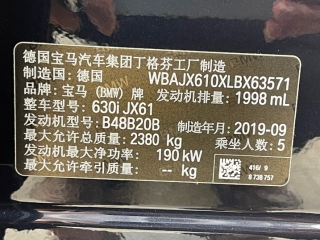 德国宝马汽车集团丁格芬工厂制造
制造国：德国 WBAJX610XLBX63571
品牌：宝马（BMW）牌 发动机排量：1998 mL
整车型号：630i JX61
发动机型号：B48B20B
最大允许总质量：2380 kg 制造年月：2019-09
发动机最大净功率：190 kW 乘坐人数：5
最大允许牵引质量：-- kg
416/ 9
8 738 757